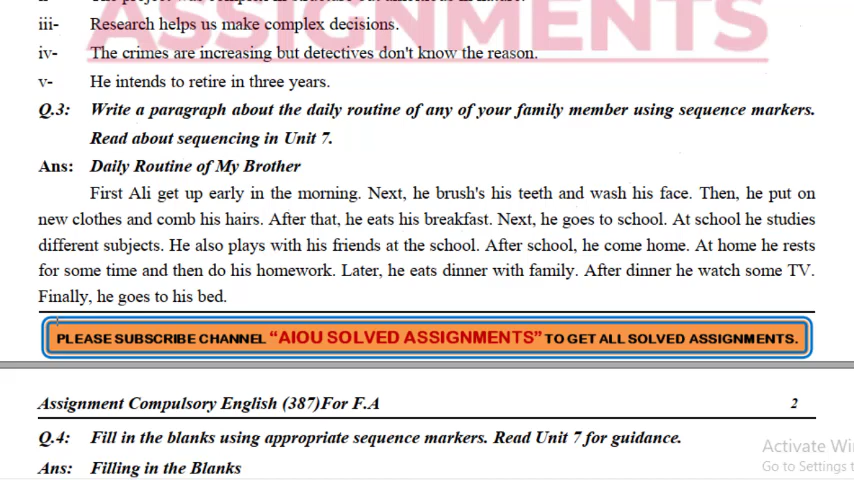 ASSIGNMENTS
iii- Research helps us make complex decisions.
iv- The crimes are increasing but detectives don't know the reason.
v- He intends to retire in three years.
Q.3: Write a paragraph about the daily routine of any of your family member using sequence markers.
Read about sequencing in Unit 7.
Ans: Daily Routine of My Brother
First Ali get up early in the morning. Next, he brush's his teeth and wash his face. Then, he put on
new clothes and comb his hairs. After that, he eats his breakfast. Next, he goes to school. At school he studies
different subjects. He also plays with his friends at the school. After school, he come home. At home he rests
for some time and then do his homework. Later, he eats dinner with family. After dinner he watch some TV.
Finally, he goes to his bed.
PLEASE SUBSCRIBE CHANNEL “AIOU SOLVED ASSIGNMENTS” TO GET ALL SOLVED ASSIGNMENTS.
Assignment Compulsory English (387)For F.A 2
Q.4: Fill in the blanks using appropriate sequence markers. Read Unit 7 for guidance.
Activate Wi
Ans: Filling in the Blanks
Go to Settings t